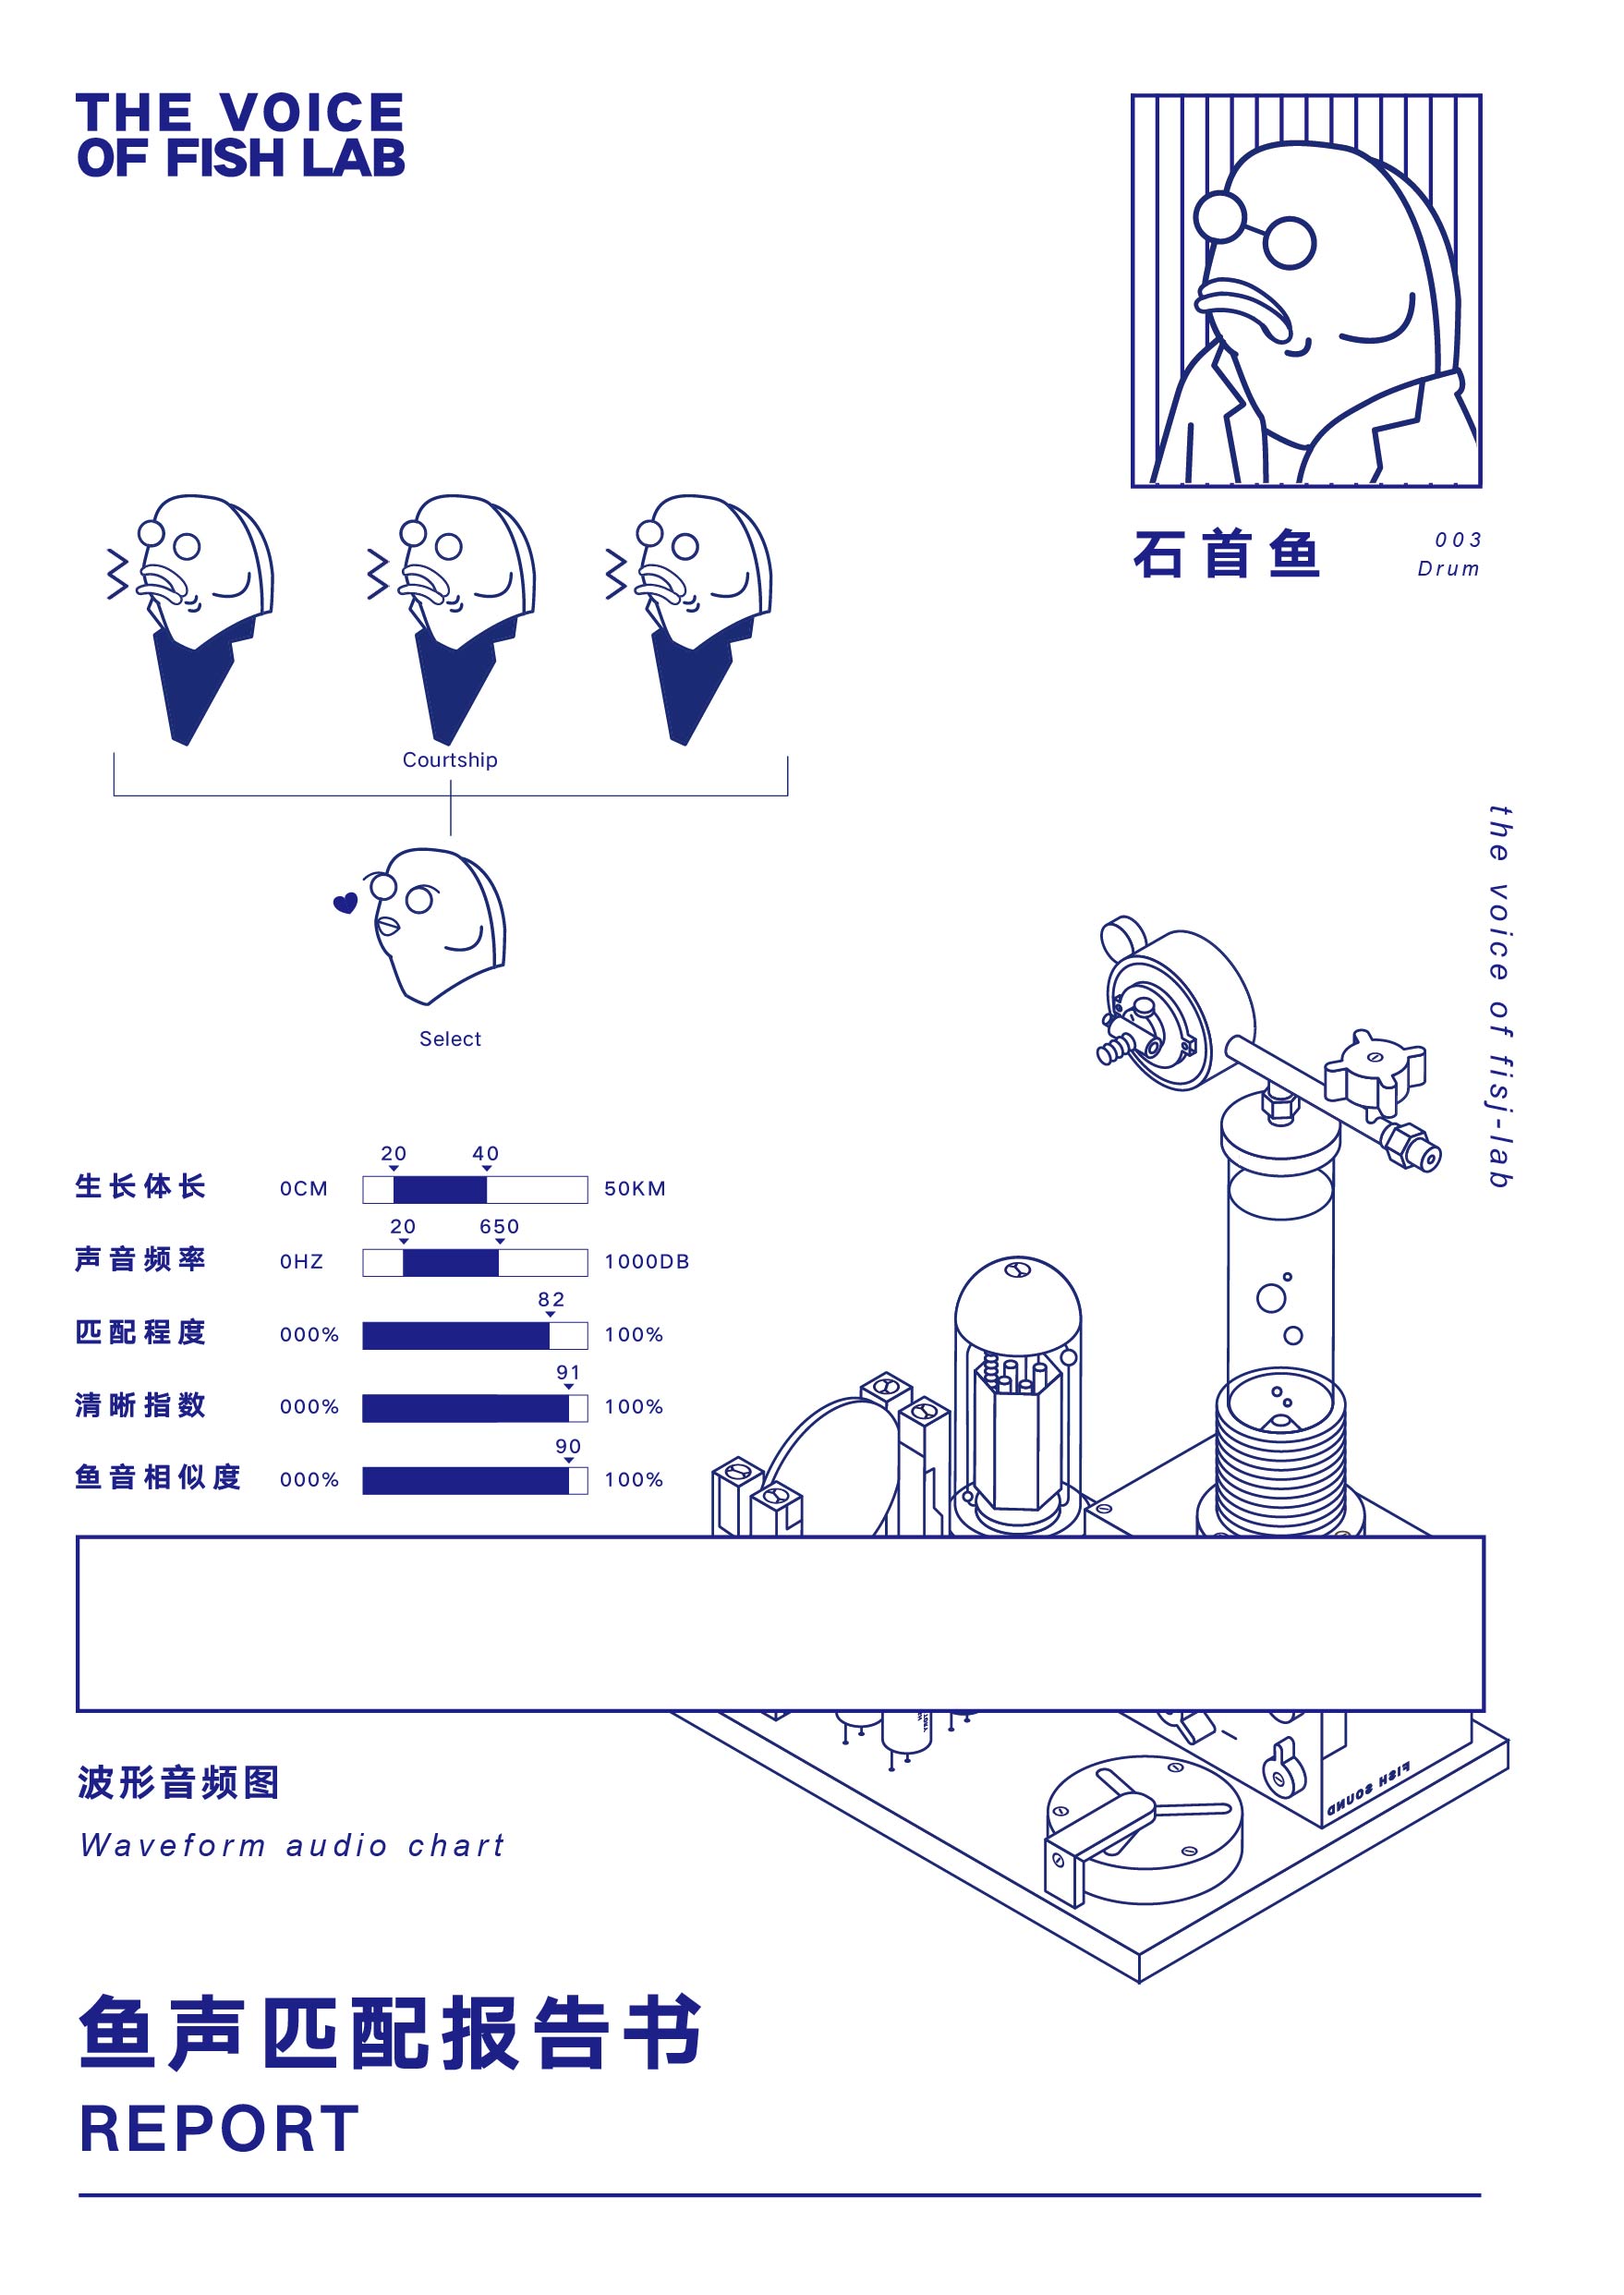 THE VOICE
OF FISH LAB
石首鱼
003
Drum
Courtship
Select
the voice of fisj-lab
20 40
生长体长 0CM 50KM
20 650
声音频率 0HZ 1000DB
82
匹配程度 000% 100%
91
清晰指数 000% 100%
90
鱼音相似度 000% 100%
FISH SOUND
波形音频图
Waveform audio chart
鱼声匹配报告书
REPORT